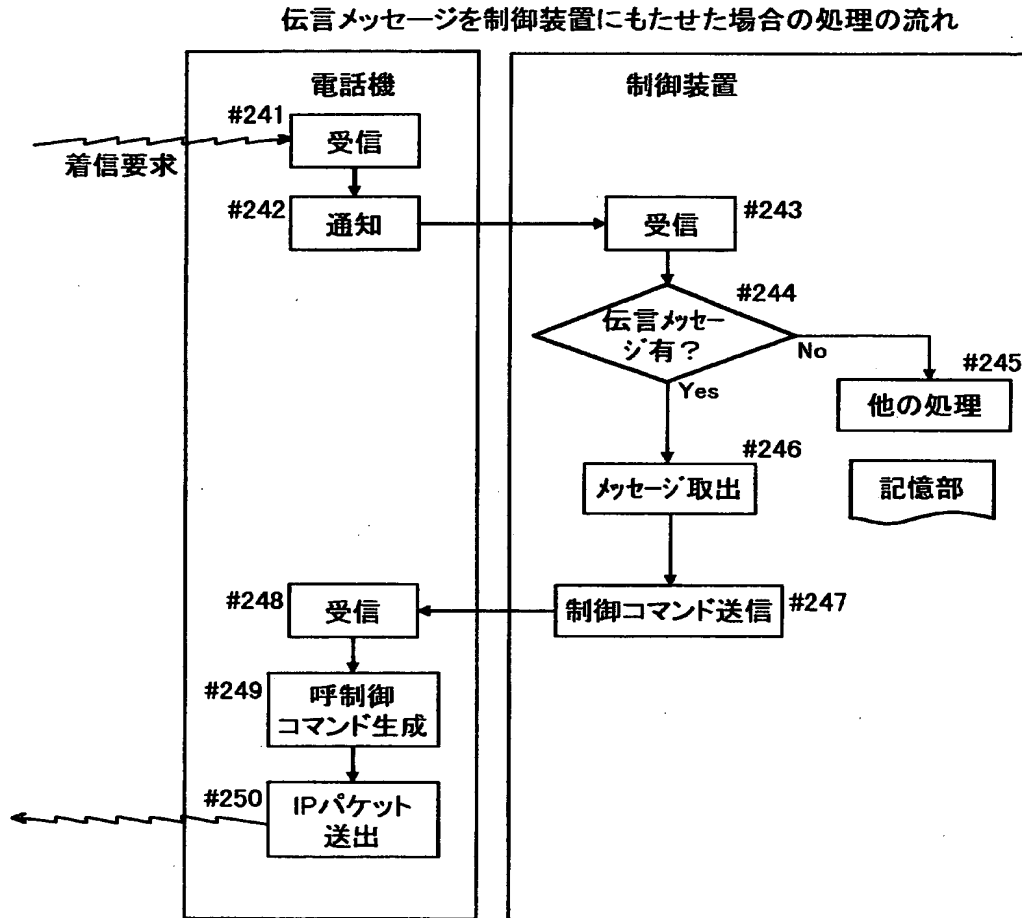 伝言メッセージを制御装置にもたせた場合の処理の流れ
電話機
制御装置
#241
受信
着信要求
#242
通知
#243
受信
#244
伝言メッセー
ジ有?
No
Yes
#245
他の処理
#246
メッセージ取出
記憶部
#247
制御コマンド送信
#248
受信
#249
呼制御
コマンド生成
#250
IPパケット
送出